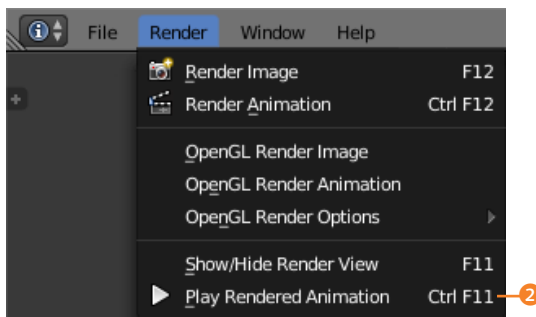 File Render Window Help
Render Image F12
Render Animation Ctrl F12
OpenGL Render Image
OpenGL Render Animation
OpenGL Render Options
Show/Hide Render View F11
Play Rendered Animation Ctrl F11 2